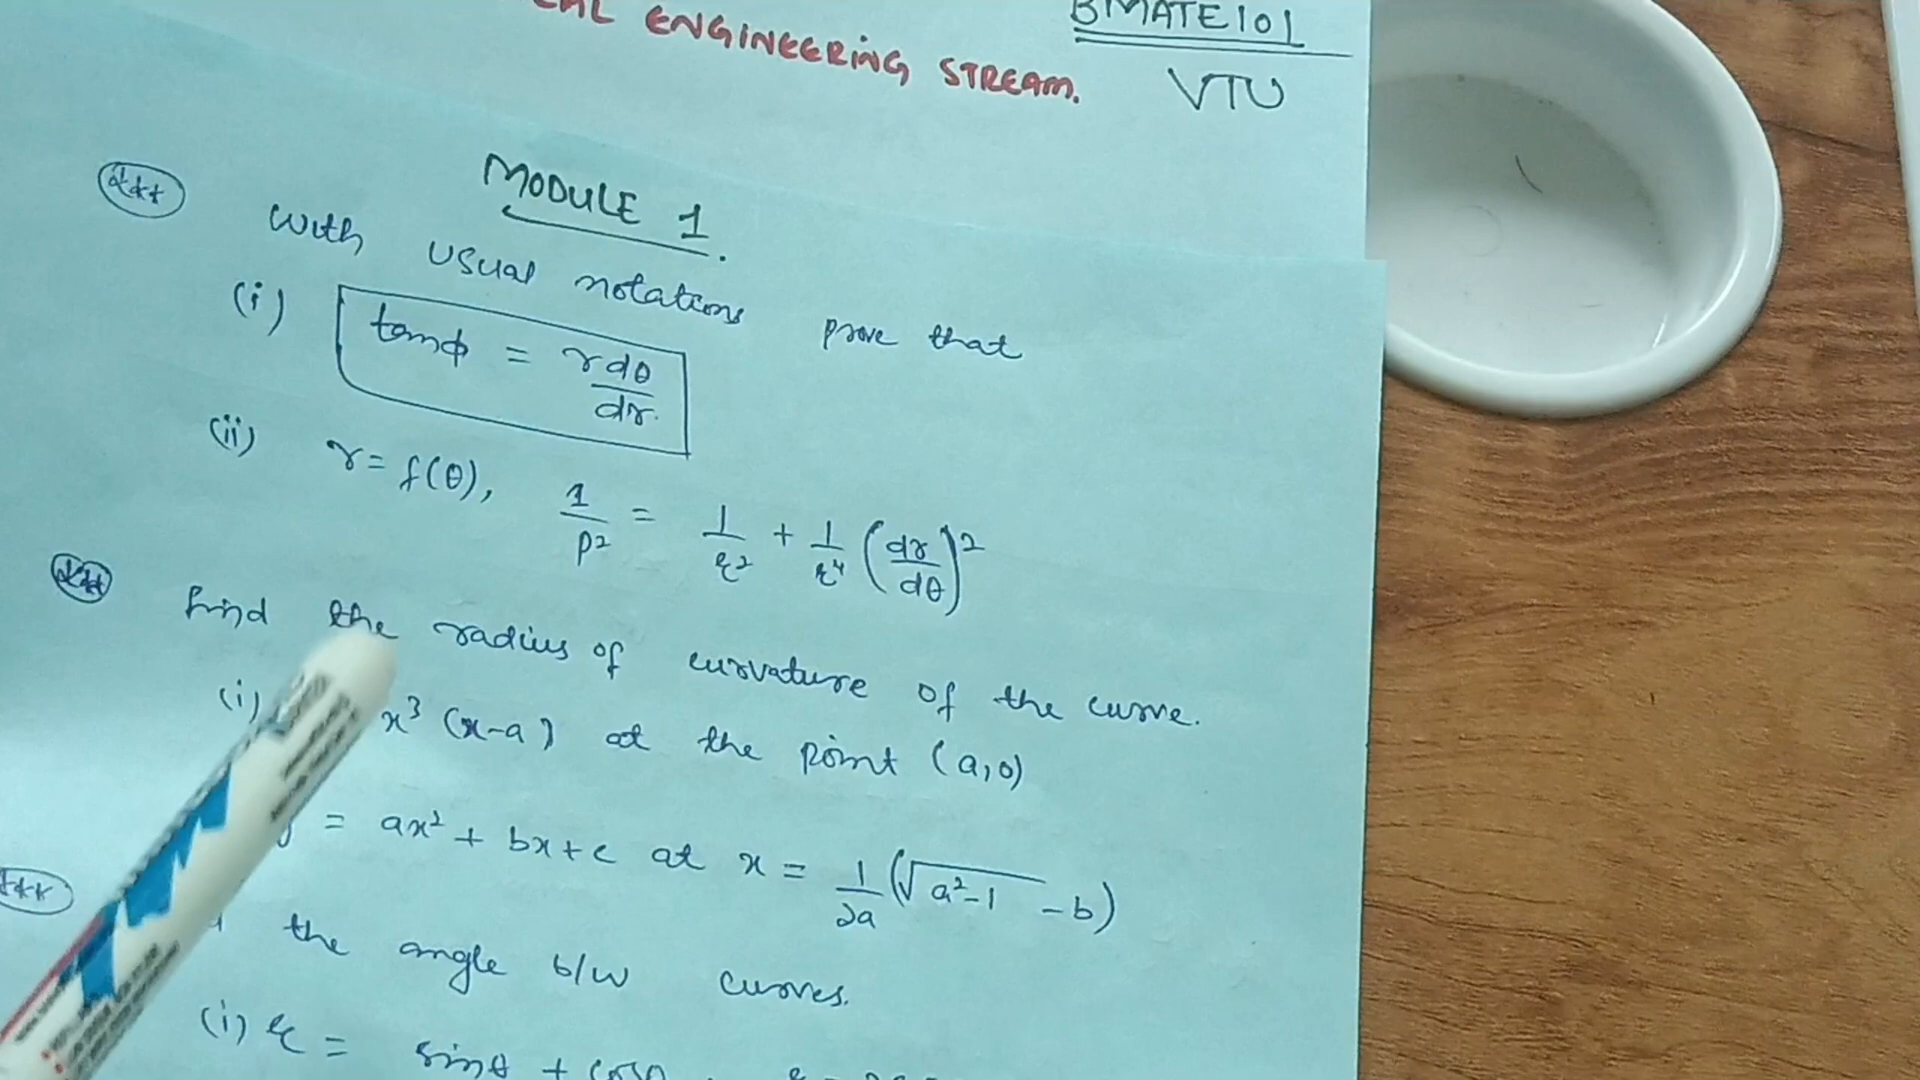 ENGINEERING STREAM.
BMATE101
VTU
MODULE 1.
*** With usual notations prove that
(i) tanφ = rdθ/dr.
(ii) r = f(θ), 1/p² = 1/r² + 1/r⁴ (dr/dθ)²
*** Find the radius of curvature of the curve.
(i) x³ (x-a) at the point (a,0)
= ax² + bx + c at x = 1/2a (√a²-1 - b)
*** the angle b/w curves.
(i) r = sinθ +